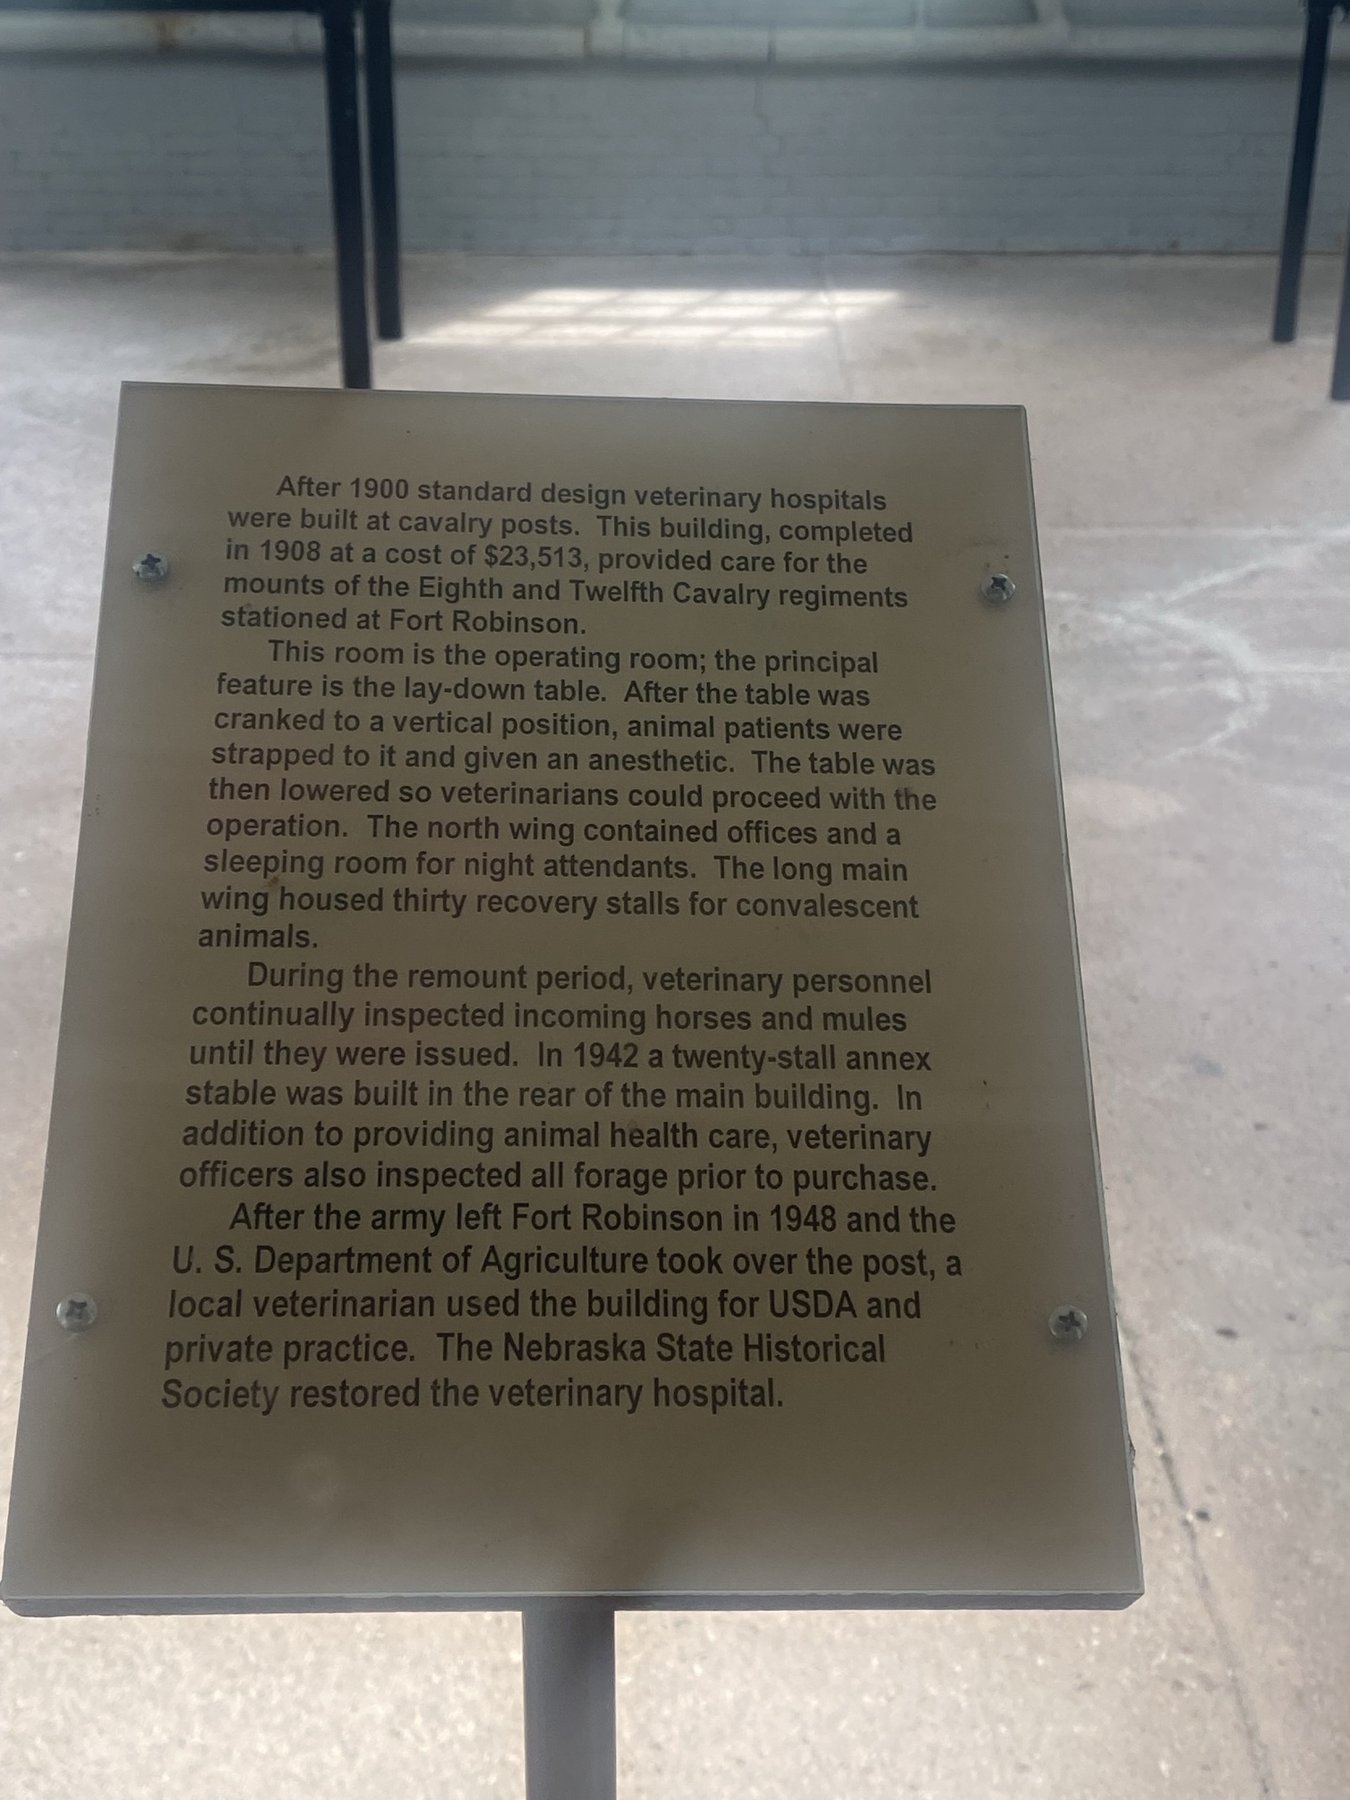 After 1900 standard design veterinary hospitals
were built at cavalry posts. This building, completed
in 1908 at a cost of $23,513, provided care for the
mounts of the Eighth and Twelfth Cavalry regiments
stationed at Fort Robinson.
This room is the operating room; the principal
feature is the lay-down table. After the table was
cranked to a vertical position, animal patients were
strapped to it and given an anesthetic. The table was
then lowered so veterinarians could proceed with the
operation. The north wing contained offices and a
sleeping room for night attendants. The long main
wing housed thirty recovery stalls for convalescent
animals.
During the remount period, veterinary personnel
continually inspected incoming horses and mules
until they were issued. In 1942 a twenty-stall annex
stable was built in the rear of the main building. In
addition to providing animal health care, veterinary
officers also inspected all forage prior to purchase.
After the army left Fort Robinson in 1948 and the
U. S. Department of Agriculture took over the post, a
local veterinarian used the building for USDA and
private practice. The Nebraska State Historical
Society restored the veterinary hospital.